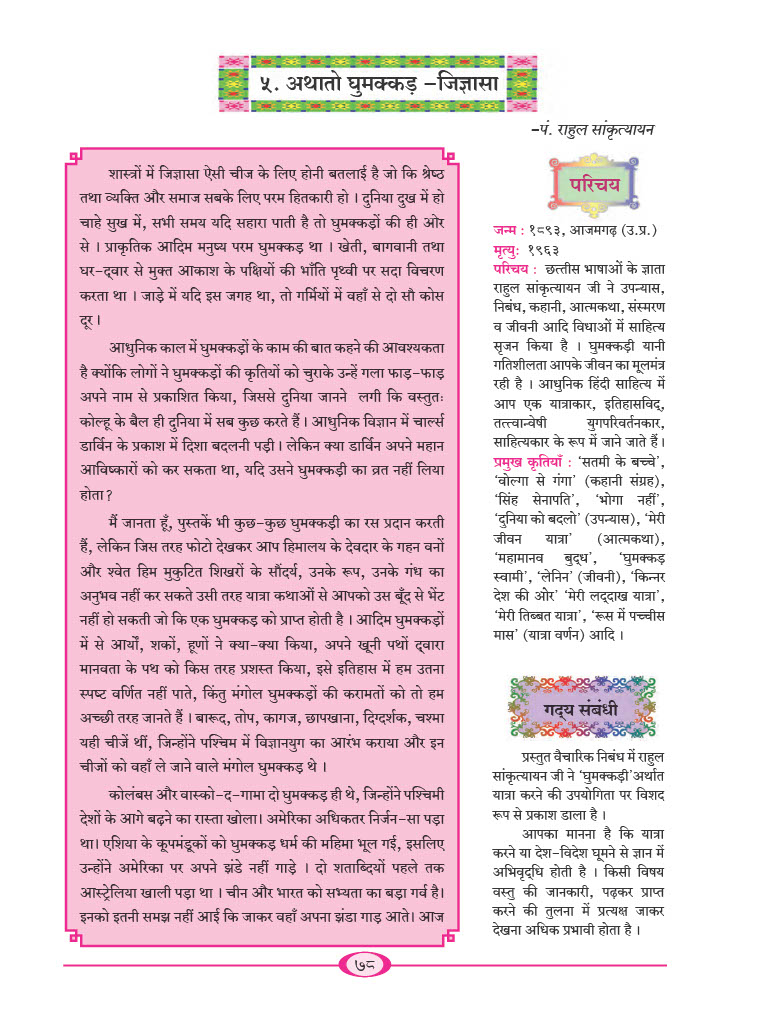 ५. अथातो घुमक्कड़ –जिज्ञासा
–पं. राहुल सांकृत्यायन
शास्त्रों में जिज्ञासा ऐसी चीज के लिए होनी बतलाई है जो कि श्रेष्ठ
तथा व्यक्ति और समाज सबके लिए परम हितकारी हो । दुनिया दुख में हो
चाहे सुख में, सभी समय यदि सहारा पाती है तो घुमक्कड़ों की ही ओर
से । प्राकृतिक आदिम मनुष्य परम घुमक्कड़ था । खेती, बागवानी तथा
घर-द्‌वार से मुक्त आकाश के पक्षियों की भाँति पृथ्वी पर सदा विचरण
करता था । जाड़े में यदि इस जगह था, तो गर्मियों में वहाँ से दो सौ कोस
दूर ।
आधुनिक काल में घुमक्कड़ों के काम की बात कहने की आवश्यकता
है क्योंकि लोगों ने घुमक्कड़ों की कृतियों को चुराके उन्हें गला फाड़-फाड़
अपने नाम से प्रकाशित किया, जिससे दुनिया जानने लगी कि वस्तुतः
कोल्हू के बैल ही दुनिया में सब कुछ करते हैं । आधुनिक विज्ञान में चार्ल्स
डार्विन के प्रकाश में दिशा बदलनी पड़ी । लेकिन क्या डार्विन अपने महान
आविष्कारों को कर सकता था, यदि उसने घुमक्कड़ी का व्रत नहीं लिया
होता ?
मैं जानता हूँ, पुस्तकें भी कुछ-कुछ घुमक्कड़ी का रस प्रदान करती
हैं, लेकिन जिस तरह फोटो देखकर आप हिमालय के देवदार के गहन वनों
और श्वेत हिम मुकुटित शिखरों के सौंदर्य, उनके रूप, उनके गंध का
अनुभव नहीं कर सकते उसी तरह यात्रा कथाओं से आपको उस बूँद से भेंट
नहीं हो सकती जो कि एक घुमक्कड़ को प्राप्त होती है । आदिम घुमक्कड़ों
में से आर्यों, शकों, हूणों ने क्या-क्या किया, अपने खूनी पथों द्‌वारा
मानवता के पथ को किस तरह प्रशस्त किया, इसे इतिहास में हम उतना
स्पष्ट वर्णित नहीं पाते, किंतु मंगोल घुमक्कड़ों की करामतों को तो हम
अच्छी तरह जानते हैं । बारूद, तोप, कागज, छापखाना, दिग्दर्शक, चश्मा
यही चीजें थीं, जिन्होंने पश्चिम में विज्ञानयुग का आरंभ कराया और इन
चीजों को वहाँ ले जाने वाले मंगोल घुमक्कड़ थे ।
कोलंबस और वास्को-द-गामा दो घुमक्कड़ ही थे, जिन्होंने पश्चिमी
देशों के आगे बढ़ने का रास्ता खोला । अमेरिका अधिकतर निर्जन-सा पड़ा
था । एशिया के कूपमंडूकों को घुमक्कड़ धर्म की महिमा भूल गई, इसलिए
उन्होंने अमेरिका पर अपने झंडे नहीं गाड़े । दो शताब्दियों पहले तक
आस्ट्रेलिया खाली पड़ा था । चीन और भारत को सभ्यता का बड़ा गर्व है ।
इनको इतनी समझ नहीं आई कि जाकर वहाँ अपना झंडा गाड़ आते । आज
परिचय
जन्म : १८९३, आजमगढ़ (उ.प्र.)
मृत्यु: १९६३
परिचय : छत्तीस भाषाओं के ज्ञाता
राहुल सांकृत्यायन जी ने उपन्यास,
निबंध, कहानी, आत्मकथा, संस्मरण
व जीवनी आदि विधाओं में साहित्य
सृजन किया है । घुमक्कड़ी यानी
गतिशीलता आपके जीवन का मूलमंत्र
रही है । आधुनिक हिंदी साहित्य में
आप एक यात्राकार, इतिहासविद्,
तत्त्वान्वेषी युगपरिवर्तनकार,
साहित्यकार के रूप में जाने जाते हैं ।
प्रमुख कृतियाँ : ‘सतमी के बच्चे’,
‘वोल्गा से गंगा’ (कहानी संग्रह),
‘सिंह सेनापति’, ‘भोगा नहीं’,
‘दुनिया को बदलो’ (उपन्यास), ‘मेरी
जीवन यात्रा’ (आत्मकथा),
‘महामानव बुद्‌ध’, ‘घुमक्कड़
स्वामी’, ‘लेनिन’ (जीवनी), ‘किन्नर
देश की ओर’ ‘मेरी लद्‌दाख यात्रा’,
‘मेरी तिब्बत यात्रा’, ‘रूस में पच्चीस
मास’ (यात्रा वर्णन) आदि ।
गद्‌य संबंधी
प्रस्तुत वैचारिक निबंध में राहुल
सांकृत्यायन जी ने ‘घुमक्कड़ी’अर्थात
यात्रा करने की उपयोगिता पर विशद
रूप से प्रकाश डाला है ।
आपका मानना है कि यात्रा
करने या देश-विदेश घूमने से ज्ञान में
अभिवृद्‌धि होती है । किसी विषय
वस्तु की जानकारी, पढ़कर प्राप्त
करने की तुलना में प्रत्यक्ष जाकर
देखना अधिक प्रभावी होता है ।
७८